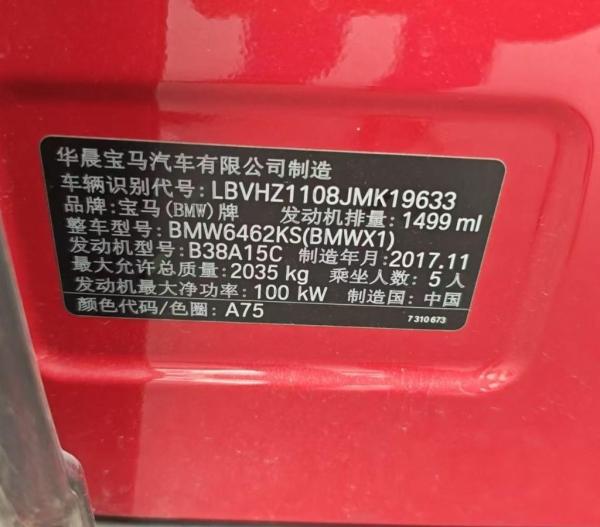 华晨宝马汽车有限公司制造
车辆识别代号: LBVHZ1108JMK19633
品牌: 宝马(BMW)牌 发动机排量: 1499 ml
整车型号: BMW6462KS(BMWX1)
发动机型号: B38A15C 制造年月: 2017.11
最大允许总质量: 2035 kg 乘坐人数: 5人
发动机最大净功率: 100 kW 制造国: 中国
颜色代码/色圈: A75
7 310 673